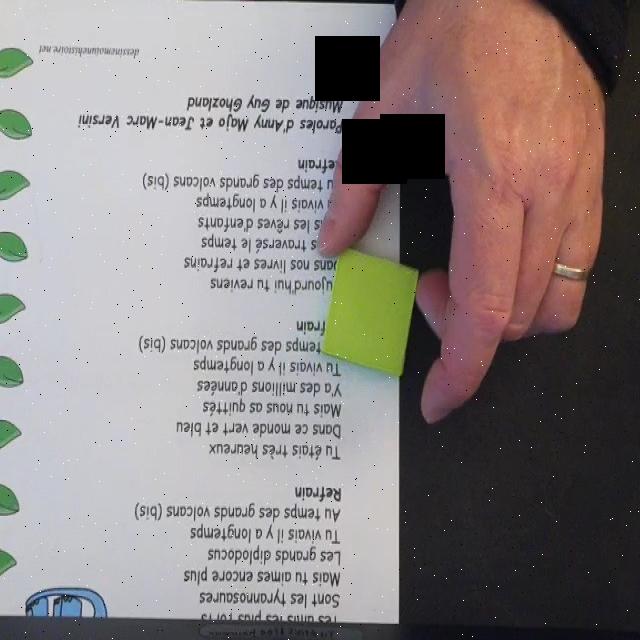 les plus forts
Sont les Tyrannosaures
Mais tu aimes encore plus
Les grands diplodocus
Tu vivais il y a longtemps
Au temps des grands volcans (bis)
Refrain
Tu étais très heureux
Dans ce monde vert et bleu
Mais tu nous as quittés
Y'a des millions d'années
Tu vivais il y a longtemps
temps des grands volcans (bis)
frain
ujourd'hui tu reviens
Dans nos livres et refrains
traversé le temps
les rêves d'enfants
vivais il y a longtemps
temps des grands volcans (bis)
efrain
Paroles d'Anny Majo et Jean-Marc Versini
Musique de Guy Ghozland
dessinemoiunehistoire.net